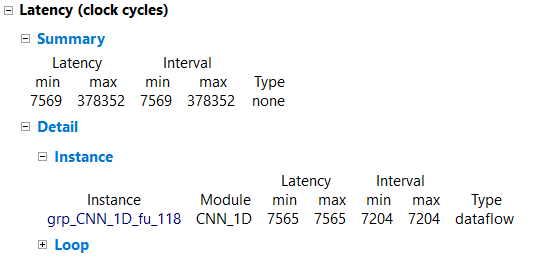 Latency (clock cycles)
Summary
Latency Interval
min max min max Type
7569 378352 7569 378352 none
Detail
Instance
Latency Interval
Instance Module min max min max Type
grp_CNN_1D_fu_118 CNN_1D 7565 7565 7204 7204 dataflow
Loop